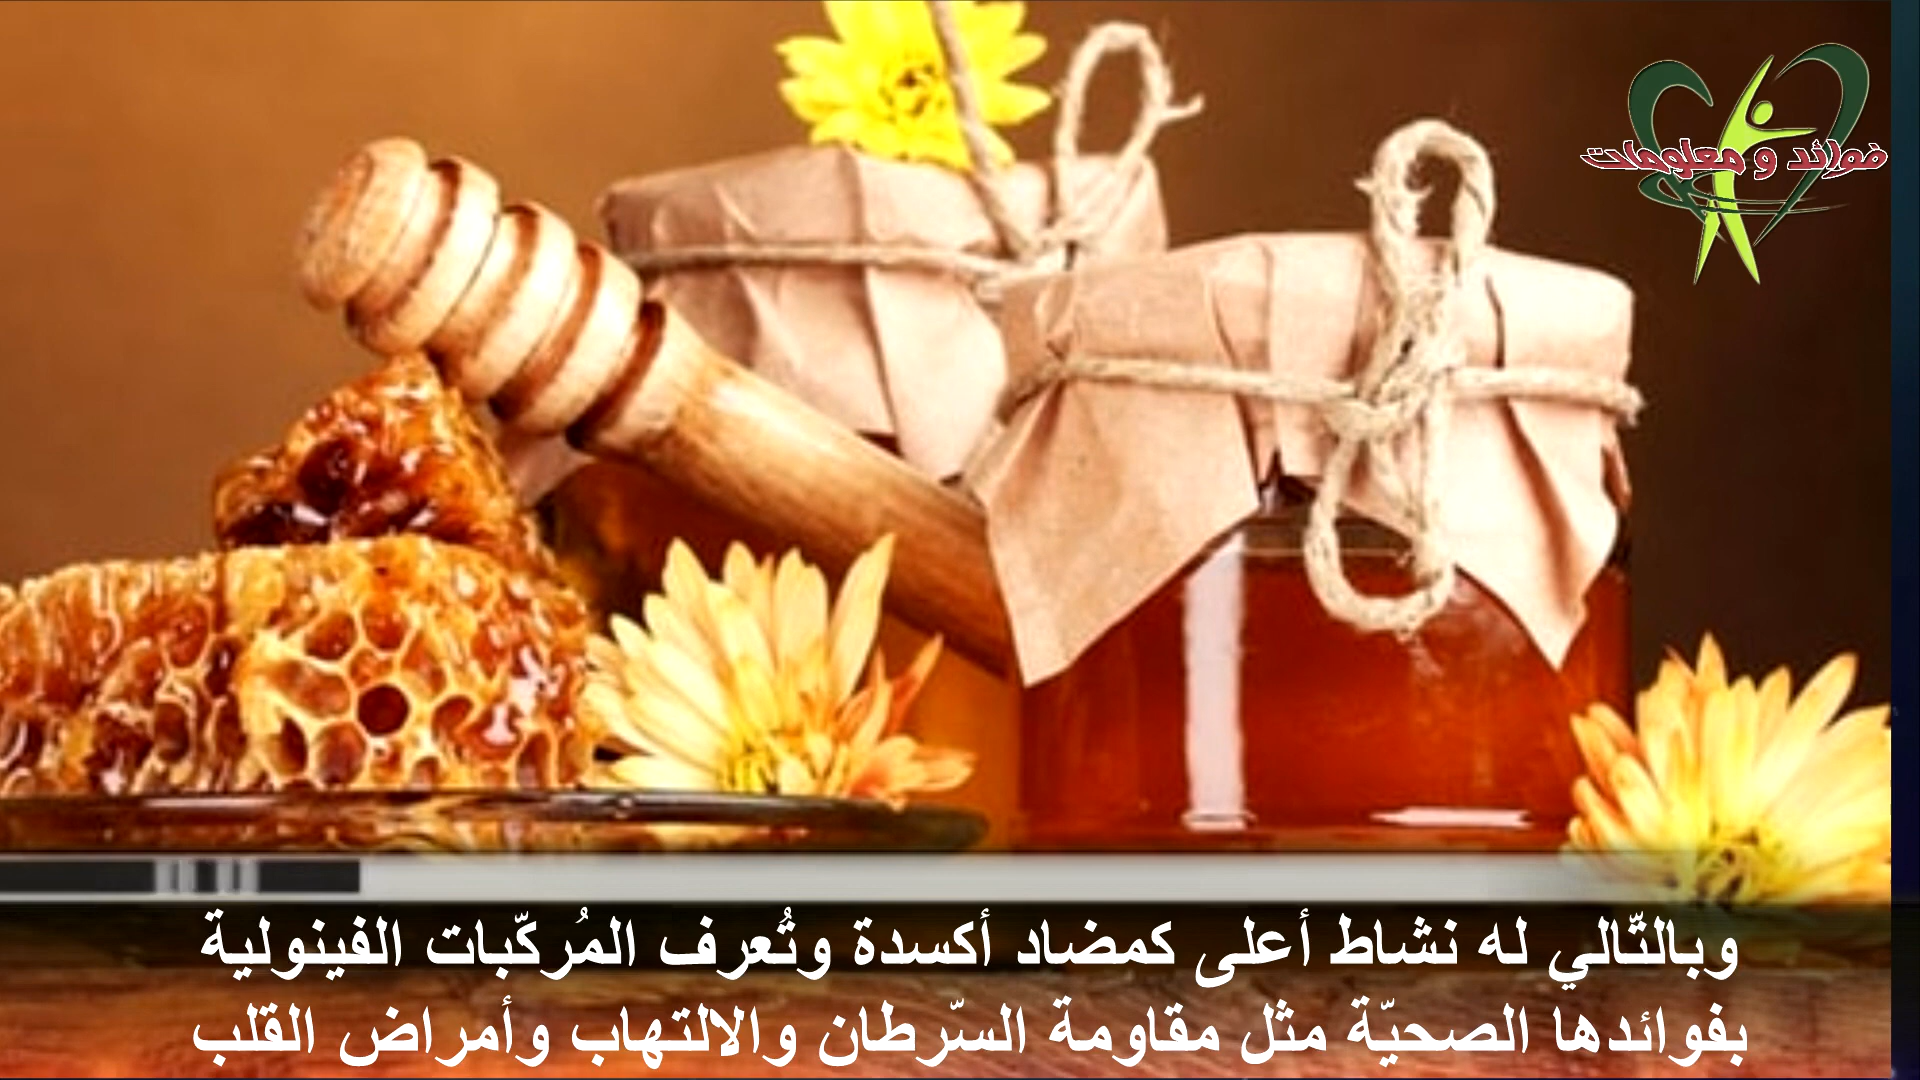 فوائد و معلومات
وبالتّالي له نشاط أعلى كمضاد أكسدة وتُعرف المُركّبات الفينولية
بفوائدها الصحيّة مثل مقاومة السّرطان والالتهاب وأمراض القلب